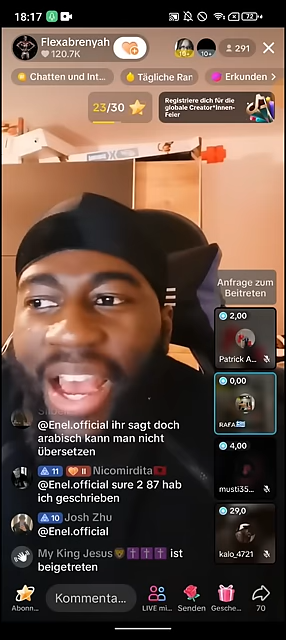 18:17
72
Flexabrenyah
120.7K
291
Chatten und Int...
Tägliche Ran
Erkunden
23/30
Registriere dich für die
globale Creator*innen-
Feier
Anfrage zum
Beitreten
2,00
Patrick A...
0,00
RAFA
4,00
musti35...
29,0
kalo_4721
@Enel.official ihr sagt doch
arabisch kann man nicht
übersetzen
11 II Nicomirdita
@Enel.official sure 2 87 hab
ich geschrieben
10 Josh Zhu
@Enel.official
My King Jesus ist
beigetreten
Abonn...
Kommenta...
LIVE mi...
Senden
Gesche...
70